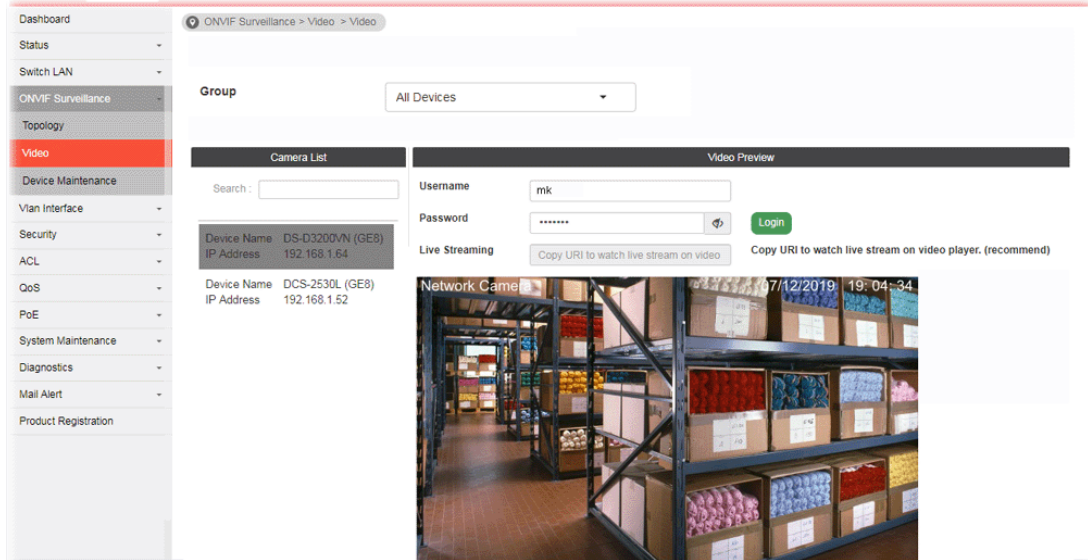 Dashboard
Status
Switch LAN
ONVIF Surveillance
Topology
Video
Device Maintenance
Vlan Interface
Security
ACL
QoS
PoE
System Maintenance
Diagnostics
Mail Alert
Product Registration
ONVIF Surveillance > Video > Video
Group
All Devices
Camera List
Search :
Device Name DS-D3200VN (GE8)
IP Address 192.168.1.64
Device Name DCS-2530L (GE8)
IP Address 192.168.1.52
Video Preview
Username
mk
Password
•••••••
Login
Live Streaming
Copy URI to watch live stream on video
Copy URI to watch live stream on video player. (recommend)
Network Camera
07/12/2019 19:04:34